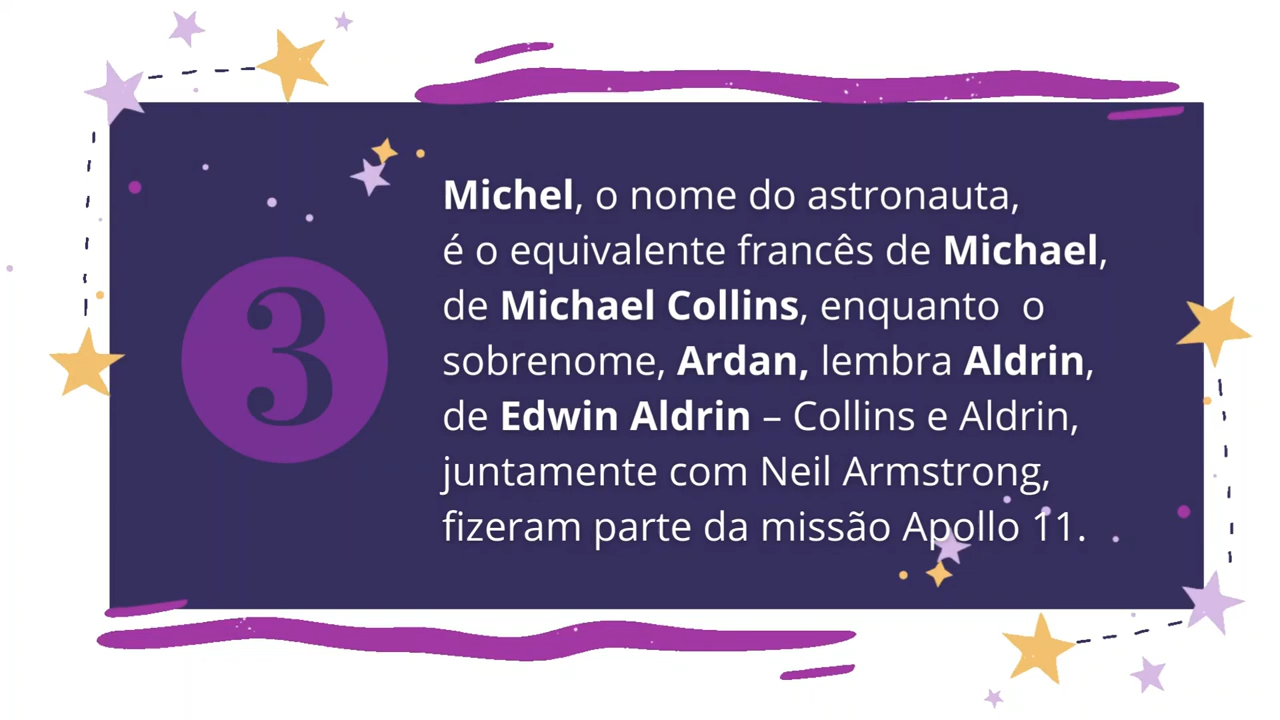 3
Michel, o nome do astronauta,
é o equivalente francês de Michael,
de Michael Collins, enquanto o
sobrenome, Ardan, lembra Aldrin,
de Edwin Aldrin – Collins e Aldrin,
juntamente com Neil Armstrong,
fizeram parte da missão Apollo 11.